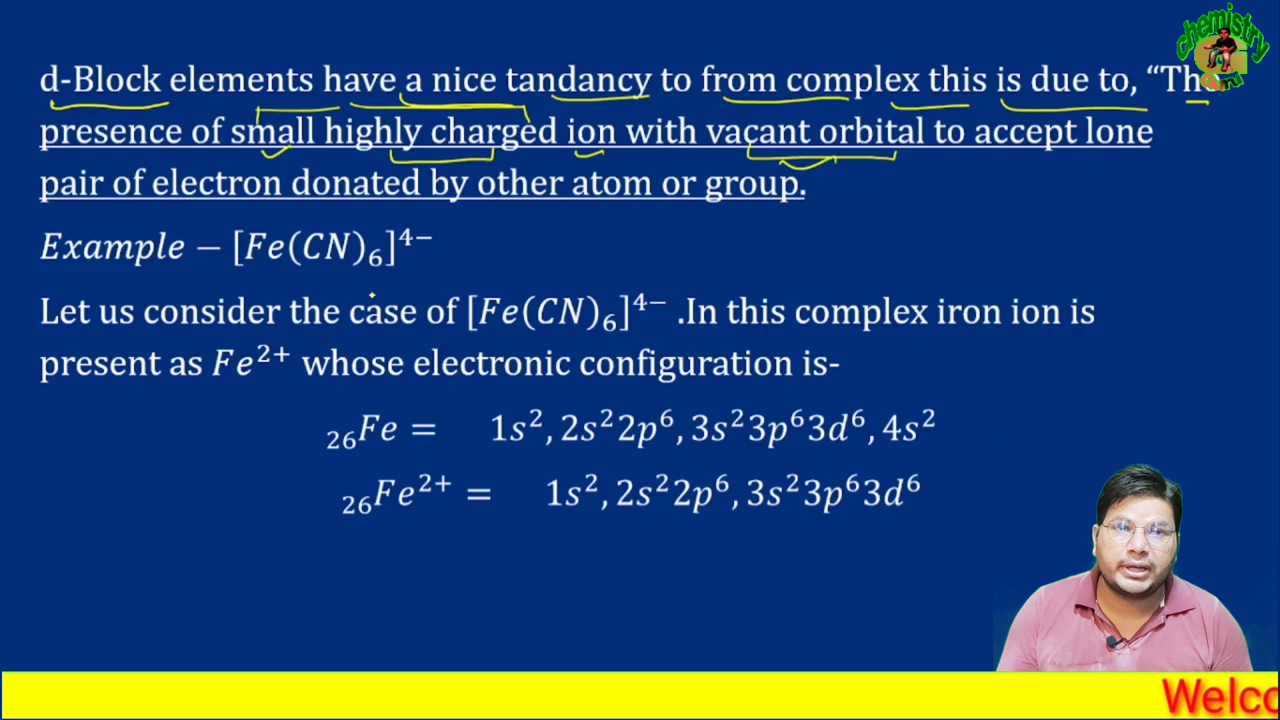 chemistry
d-Block elements have a nice tandancy to from complex this is due to, “The
presence of small highly charged ion with vacant orbital to accept lone
pair of electron donated by other atom or group.
Example − [Fe(CN)₆]⁴⁻
Let us consider the case of [Fe(CN)₆]⁴⁻ .In this complex iron ion is
present as Fe²⁺ whose electronic configuration is-
₂₆Fe = 1s², 2s²2p⁶, 3s²3p⁶3d⁶, 4s²
₂₆Fe²⁺ = 1s², 2s²2p⁶, 3s²3p⁶3d⁶